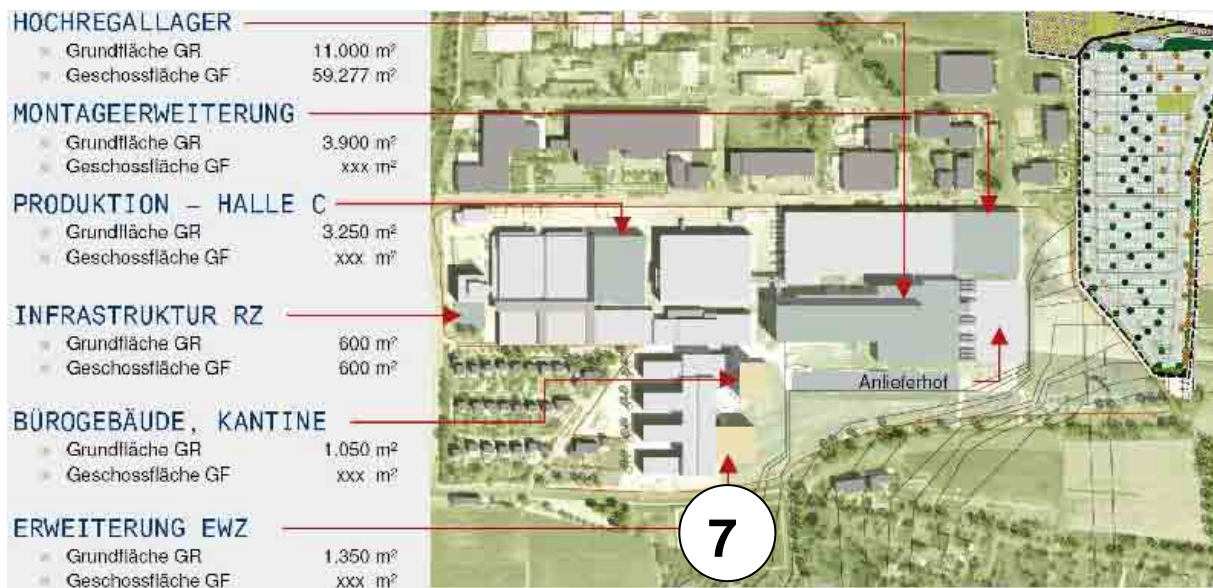 HOCHREGALLAGER
Grundfläche GR 11.000 m²
Geschossfläche GF 59.277 m²
MONTAGEERWEITERUNG
Grundfläche GR 3.900 m²
Geschossfläche GF xxx m²
PRODUKTION – HALLE C
Grundfläche GR 3.250 m²
Geschossfläche GF xxx m²
INFRASTRUKTUR RZ
Grundfläche GR 600 m²
Geschossfläche GF 600 m²
Anlieferhof
BÜROGEBÄUDE, KANTINE
Grundfläche GR 1.050 m²
Geschossfläche GF xxx m²
ERWEITERUNG EWZ
7
Grundfläche GR 1.350 m²
Geschossfläche GF xxx m²